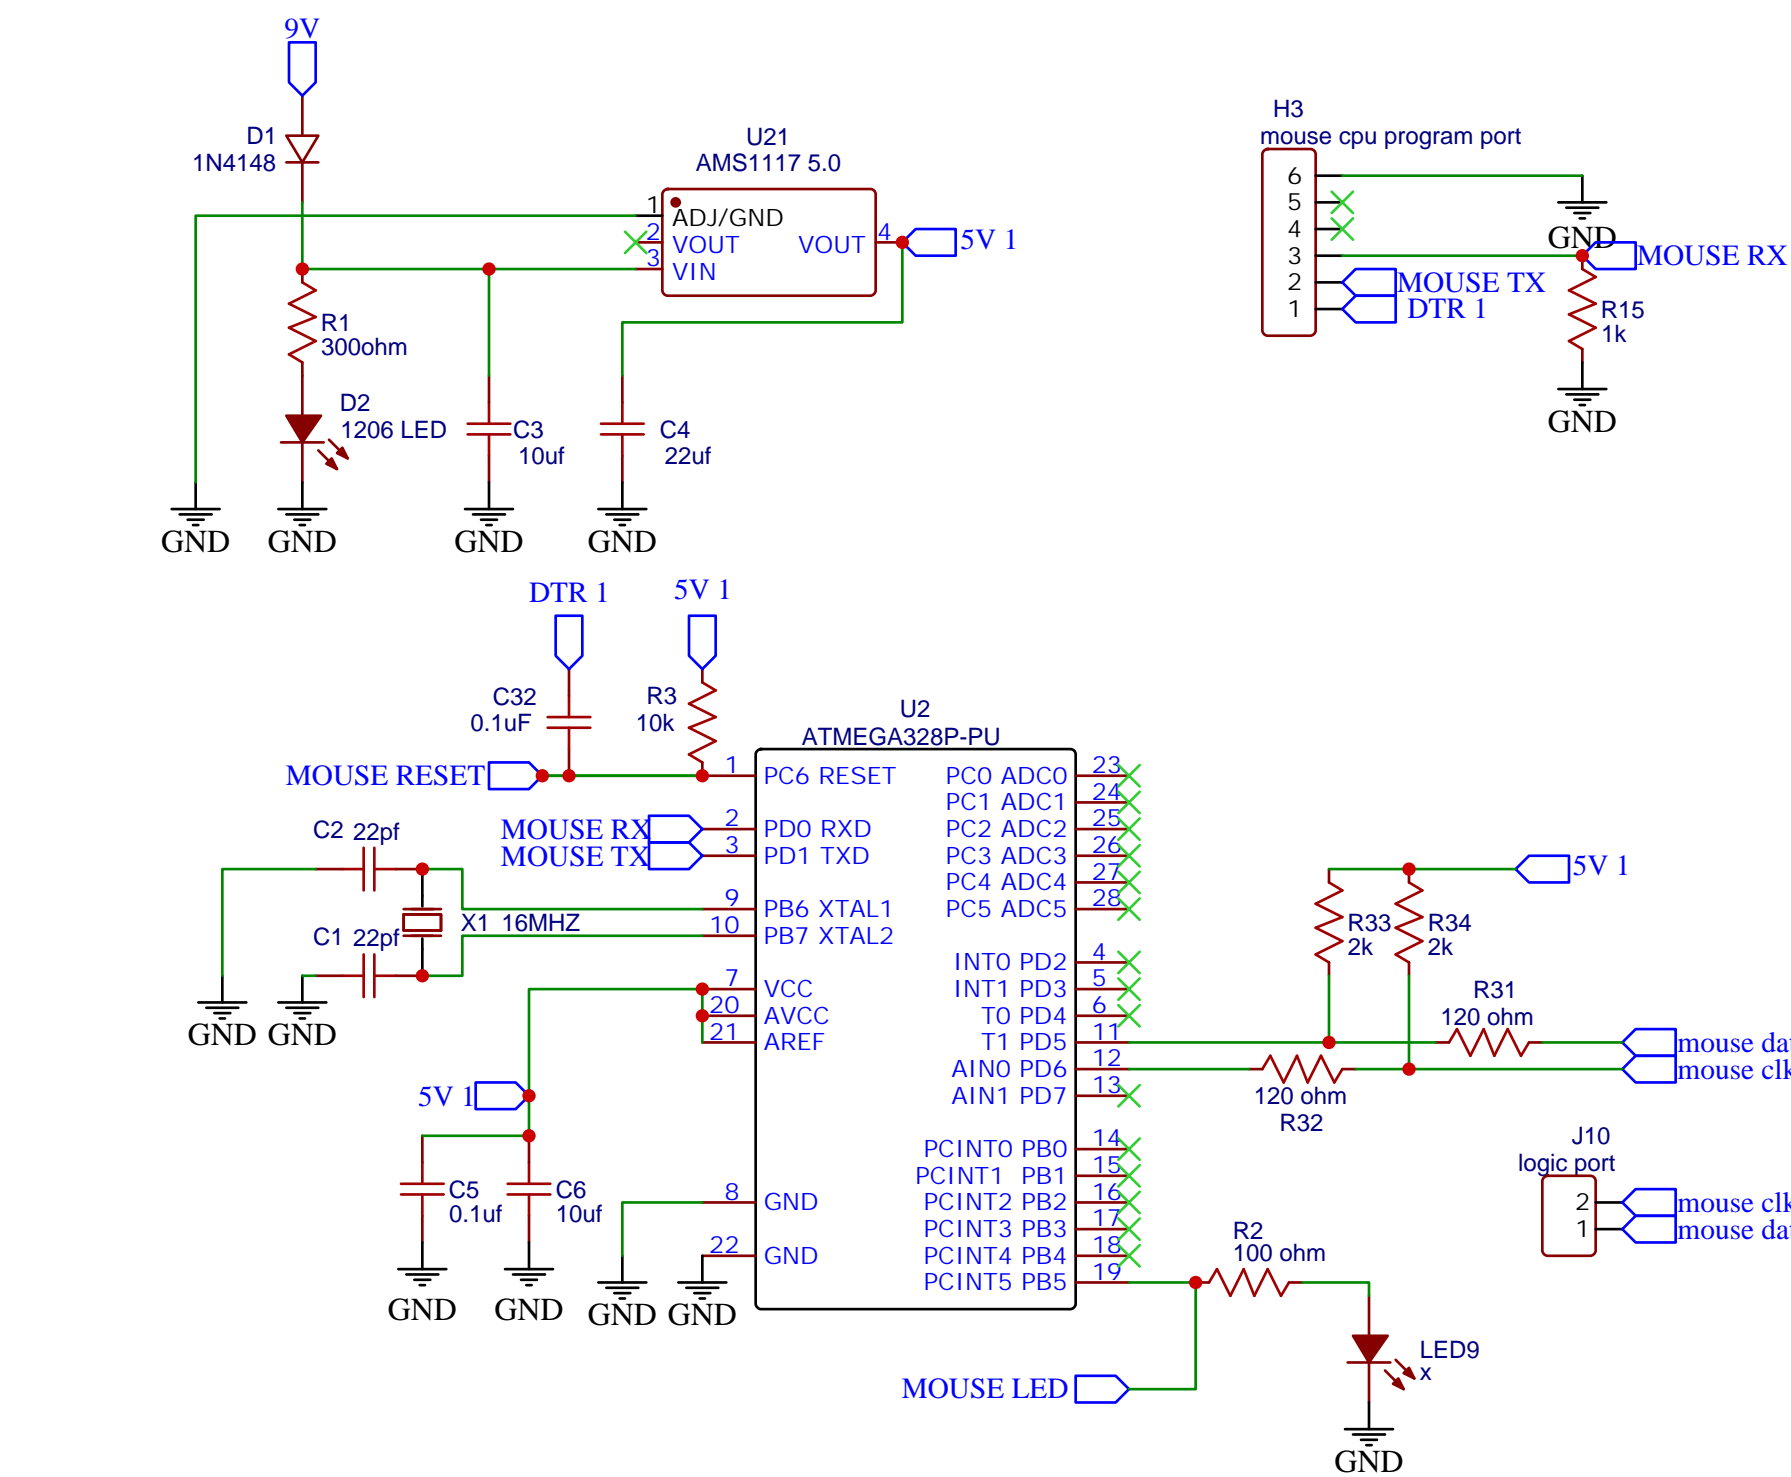 9V
D1
1N4148
U21
AMS1117 5.0
1
ADJ/GND
2
VOUT
VOUT
4
5V 1
3
VIN
R1
300ohm
D2
1206 LED
C3
10uf
C4
22uf
GND
GND
GND
GND
H3
mouse cpu program port
6
5
4
GND
3
MOUSE RX
2
MOUSE TX
1
DTR 1
R15
1k
GND
DTR 1
5V 1
C32
0.1uF
R3
10k
U2
ATMEGA328P-PU
MOUSE RESET
1
PC6 RESET
MOUSE RX
2
PD0 RXD
MOUSE TX
3
PD1 TXD
C2 22pf
9
PB6 XTAL1
X1 16MHZ
10
PB7 XTAL2
C1 22pf
GND
GND
7
VCC
20
AVCC
21
AREF
5V 1
C5
0.1uf
C6
10uf
8
GND
22
GND
GND
GND
GND
GND
PC0 ADC0
23
PC1 ADC1
24
PC2 ADC2
25
PC3 ADC3
26
PC4 ADC4
27
PC5 ADC5
28
INT0 PD2
4
INT1 PD3
5
T0 PD4
6
T1 PD5
11
AIN0 PD6
12
AIN1 PD7
13
PCINT0 PB0
14
PCINT1 PB1
15
PCINT2 PB2
16
PCINT3 PB3
17
PCINT4 PB4
18
PCINT5 PB5
19
5V 1
R33
2k
R34
2k
R31
120 ohm
120 ohm
R32
mouse da
mouse clk
J10
logic port
2
mouse clk
1
mouse da
R2
100 ohm
LED9
x
MOUSE LED
GND